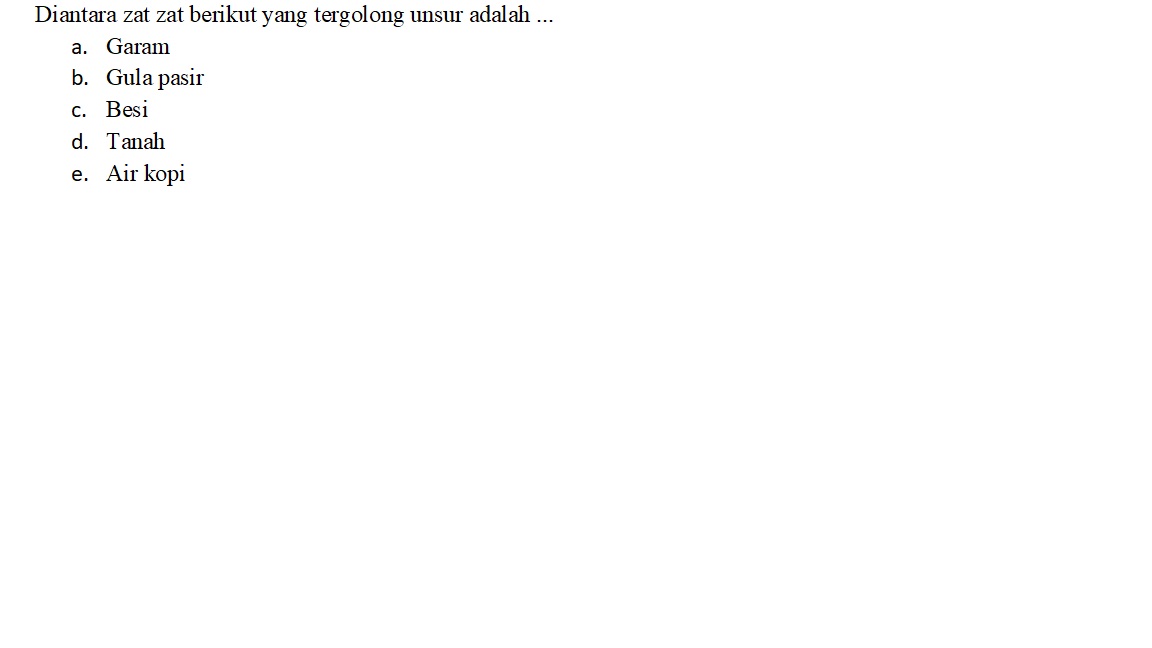 Diantara zat zat berikut yang tergolong unsur adalah ...
a. Garam
b. Gula pasir
c. Besi
d. Tanah
e. Air kopi